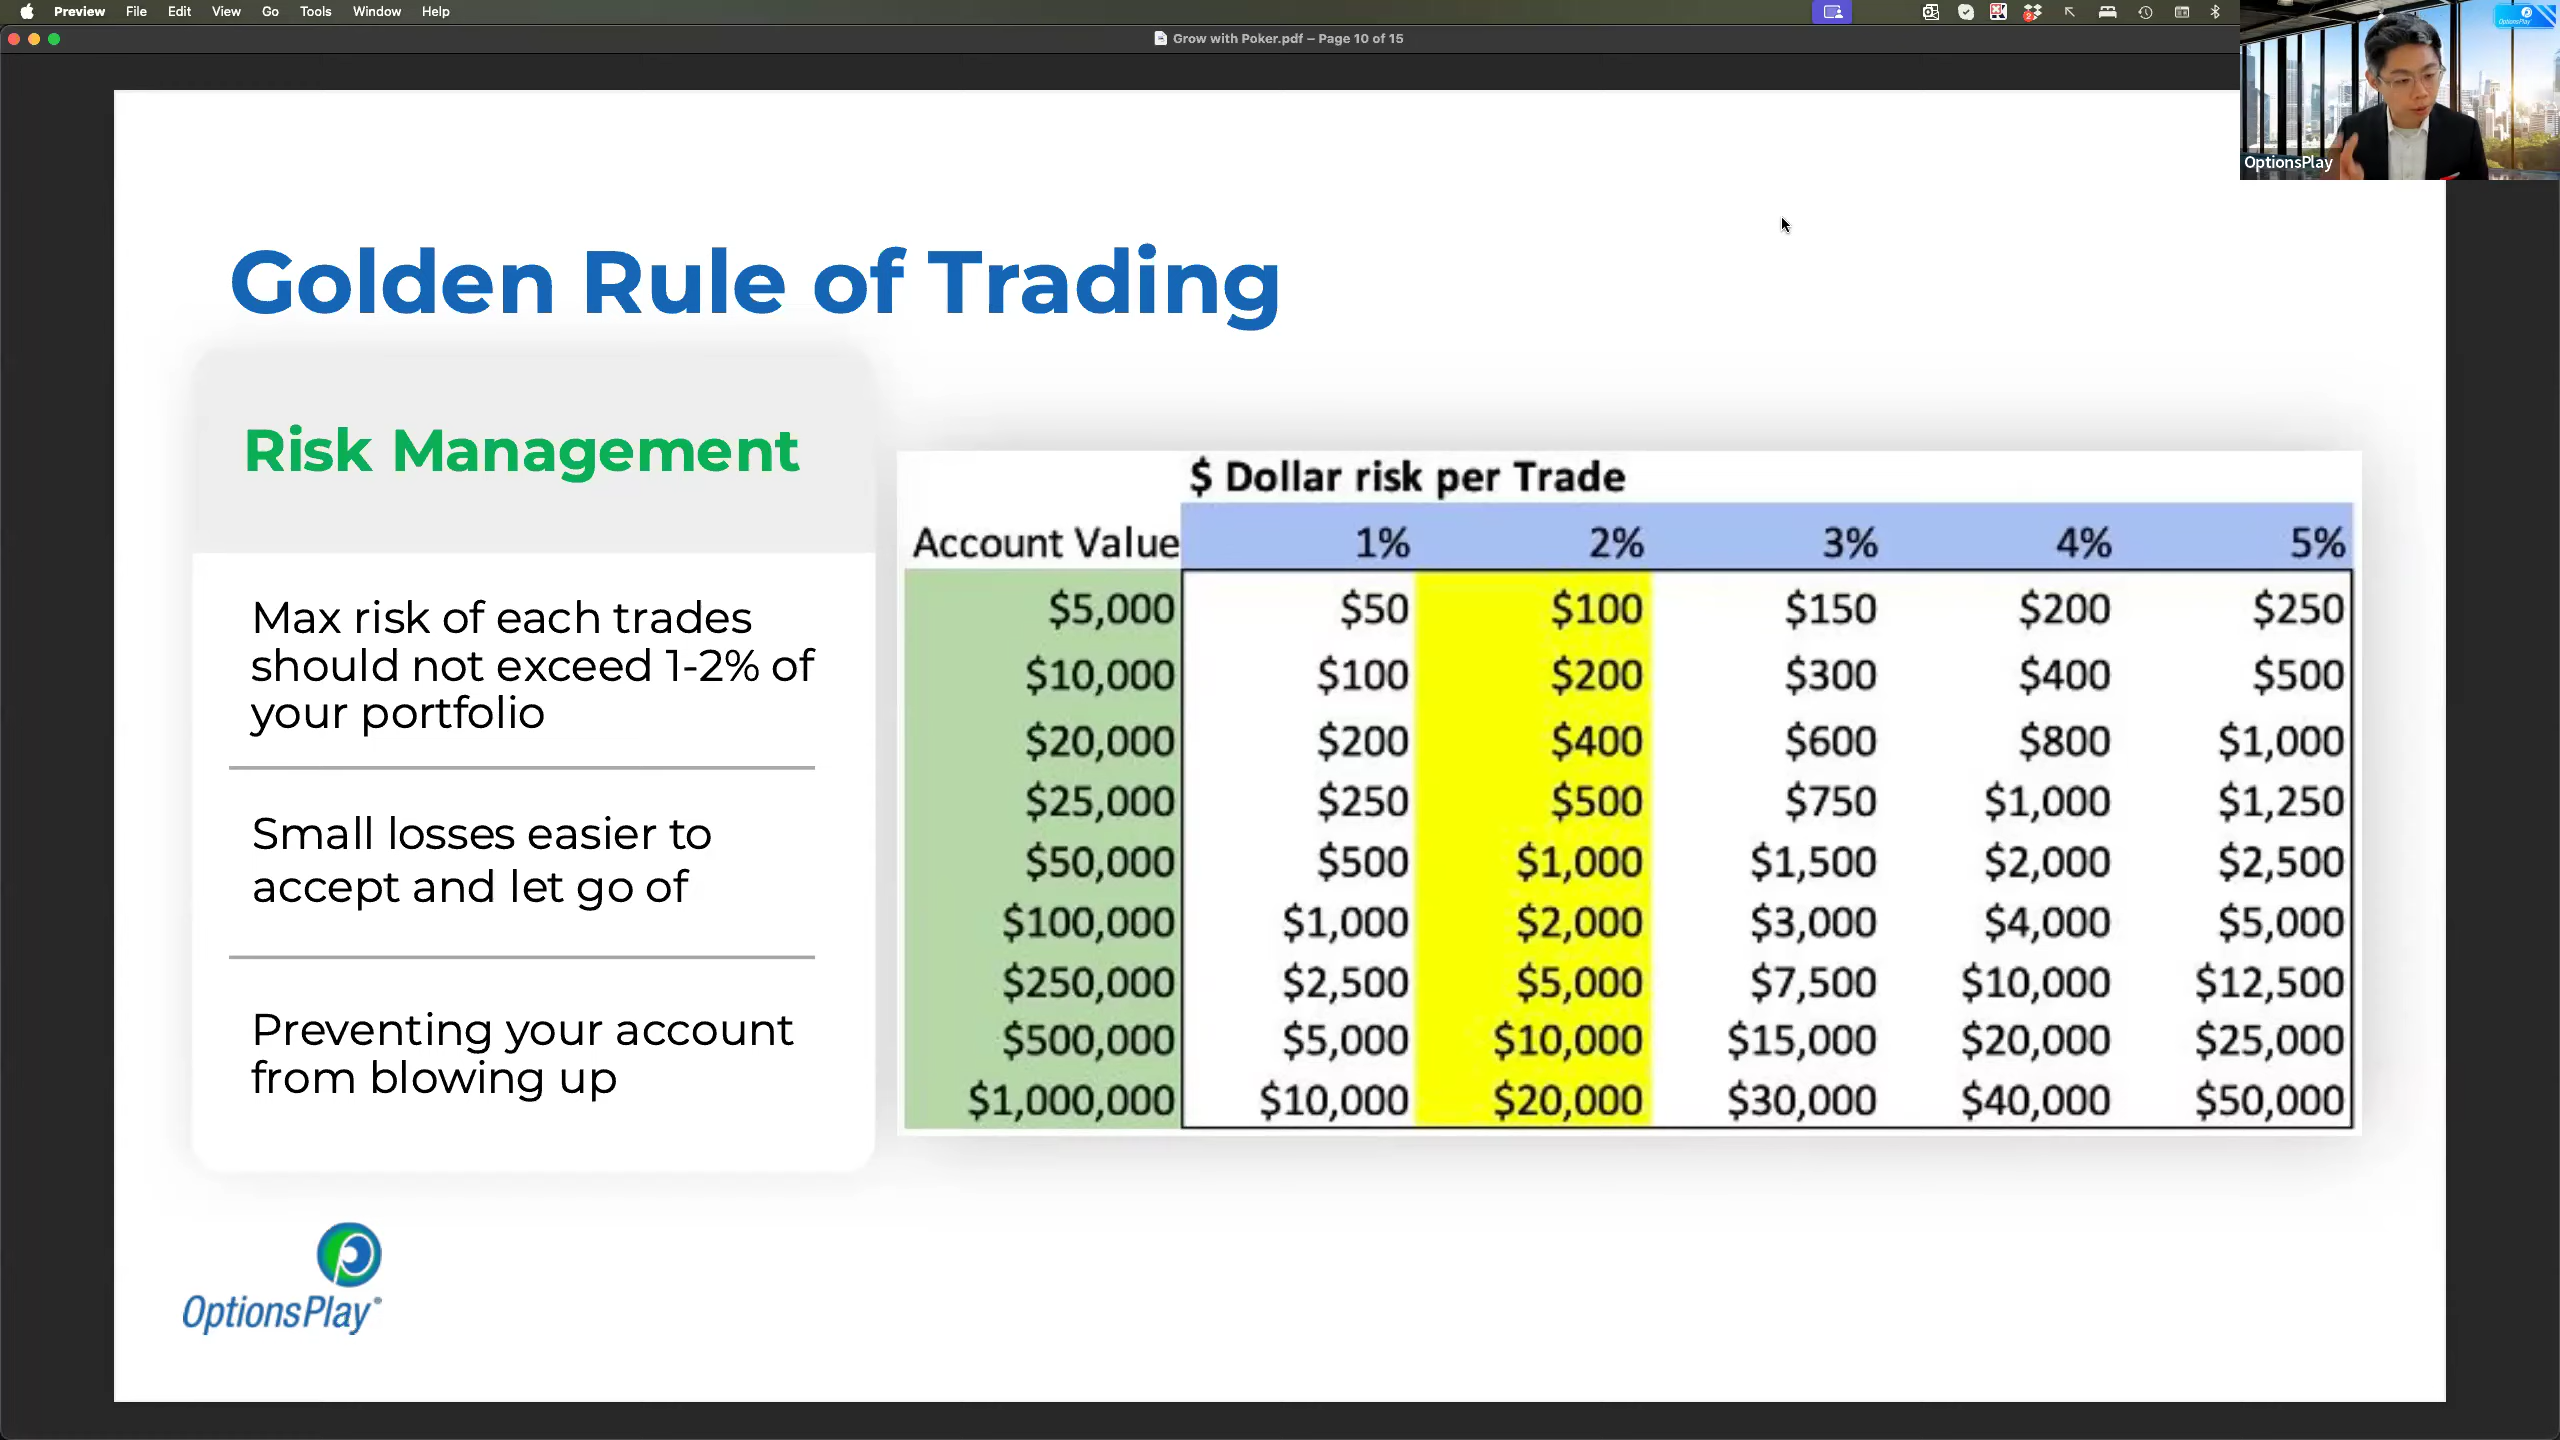 Preview File Edit View Go Tools Window Help
Grow with Poker.pdf – Page 10 of 15
OptionsPlay
OptionsPlay
Golden Rule of Trading
Risk Management
Max risk of each trades
should not exceed 1-2% of
your portfolio
Small losses easier to
accept and let go of
Preventing your account
from blowing up
$ Dollar risk per Trade
Account Value 1% 2% 3% 4% 5%
$5,000 $50 $100 $150 $200 $250
$10,000 $100 $200 $300 $400 $500
$20,000 $200 $400 $600 $800 $1,000
$25,000 $250 $500 $750 $1,000 $1,250
$50,000 $500 $1,000 $1,500 $2,000 $2,500
$100,000 $1,000 $2,000 $3,000 $4,000 $5,000
$250,000 $2,500 $5,000 $7,500 $10,000 $12,500
$500,000 $5,000 $10,000 $15,000 $20,000 $25,000
$1,000,000 $10,000 $20,000 $30,000 $40,000 $50,000
OptionsPlay®